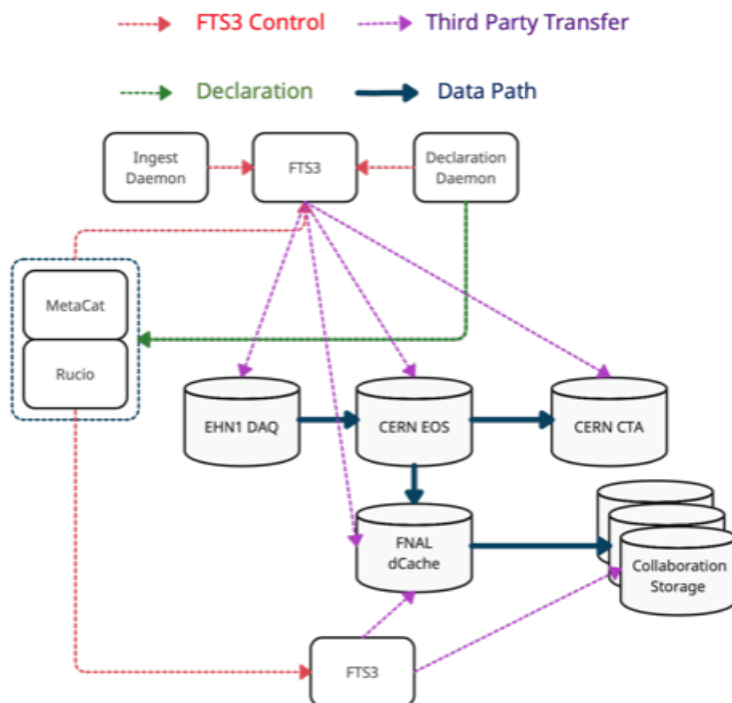 FTS3 Control
Third Party Transfer
Declaration
Data Path
Ingest
Daemon
FTS3
Declaration
Daemon
MetaCat
Rucio
EHN1 DAQ
CERN EOS
CERN CTA
FNAL
dCache
Collaboration
Storage
FTS3